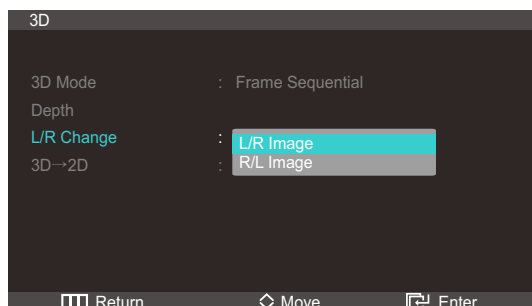 3D
3D Mode : Frame Sequential
Depth
L/R Change : L/R Image
R/L Image
3D→2D :
Return Move Enter